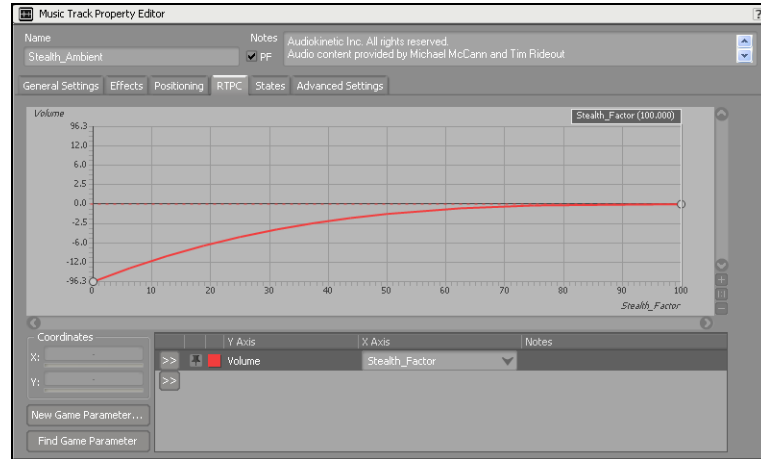 Music Track Property Editor
?
Name
Notes
Stealth_Ambient
PF
Audiokinetic Inc. All rights reserved.
Audio content provided by Michael McCann and Tim Rideout
General Settings Effects Positioning RTPC States Advanced Settings
Volume
Stealth_Factor (100.000)
96.3
12.0
6.0
2.5
0.0
-2.5
-6.0
-12.0
-96.3
0 10 20 30 40 50 60 70 80 90 100
Stealth_Factor
Coordinates
Y Axis X Axis Notes
X: -
>> Volume Stealth_Factor
Y: -
>>
New Game Parameter...
Find Game Parameter